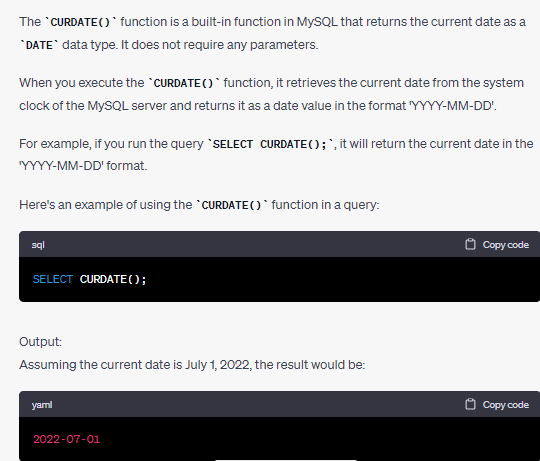 The `CURDATE()` function is a built-in function in MySQL that returns the current date as a
`DATE` data type. It does not require any parameters.
When you execute the `CURDATE()` function, it retrieves the current date from the system
clock of the MySQL server and returns it as a date value in the format 'YYYY-MM-DD'.
For example, if you run the query `SELECT CURDATE();`, it will return the current date in the
'YYYY-MM-DD' format.
Here's an example of using the `CURDATE()` function in a query:
sql Copy code
SELECT CURDATE();
Output:
Assuming the current date is July 1, 2022, the result would be:
yaml Copy code
2022-07-01